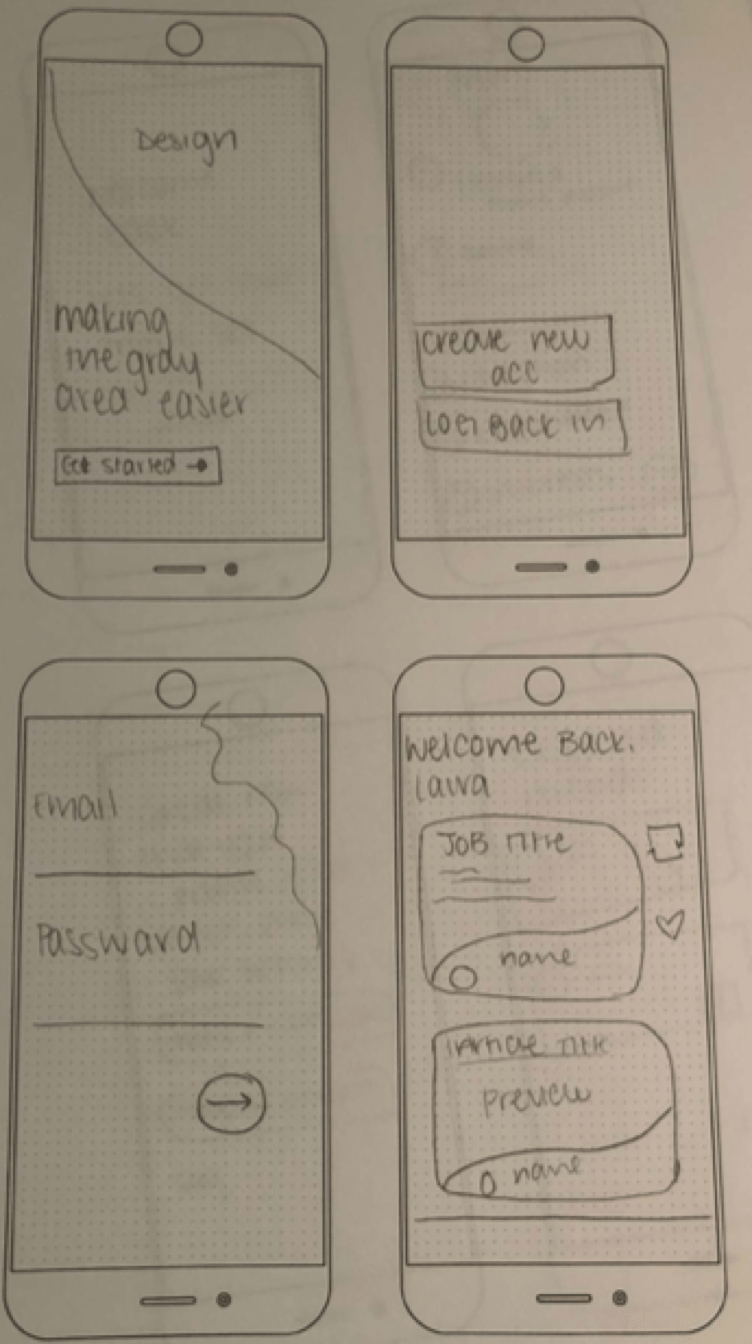 Design
making
the gray
area easier
Get started →
create new
acc
LOG BACK IN
Email
Password
Welcome Back,
Laura
JOB Title
name
Article Title
Preview
name